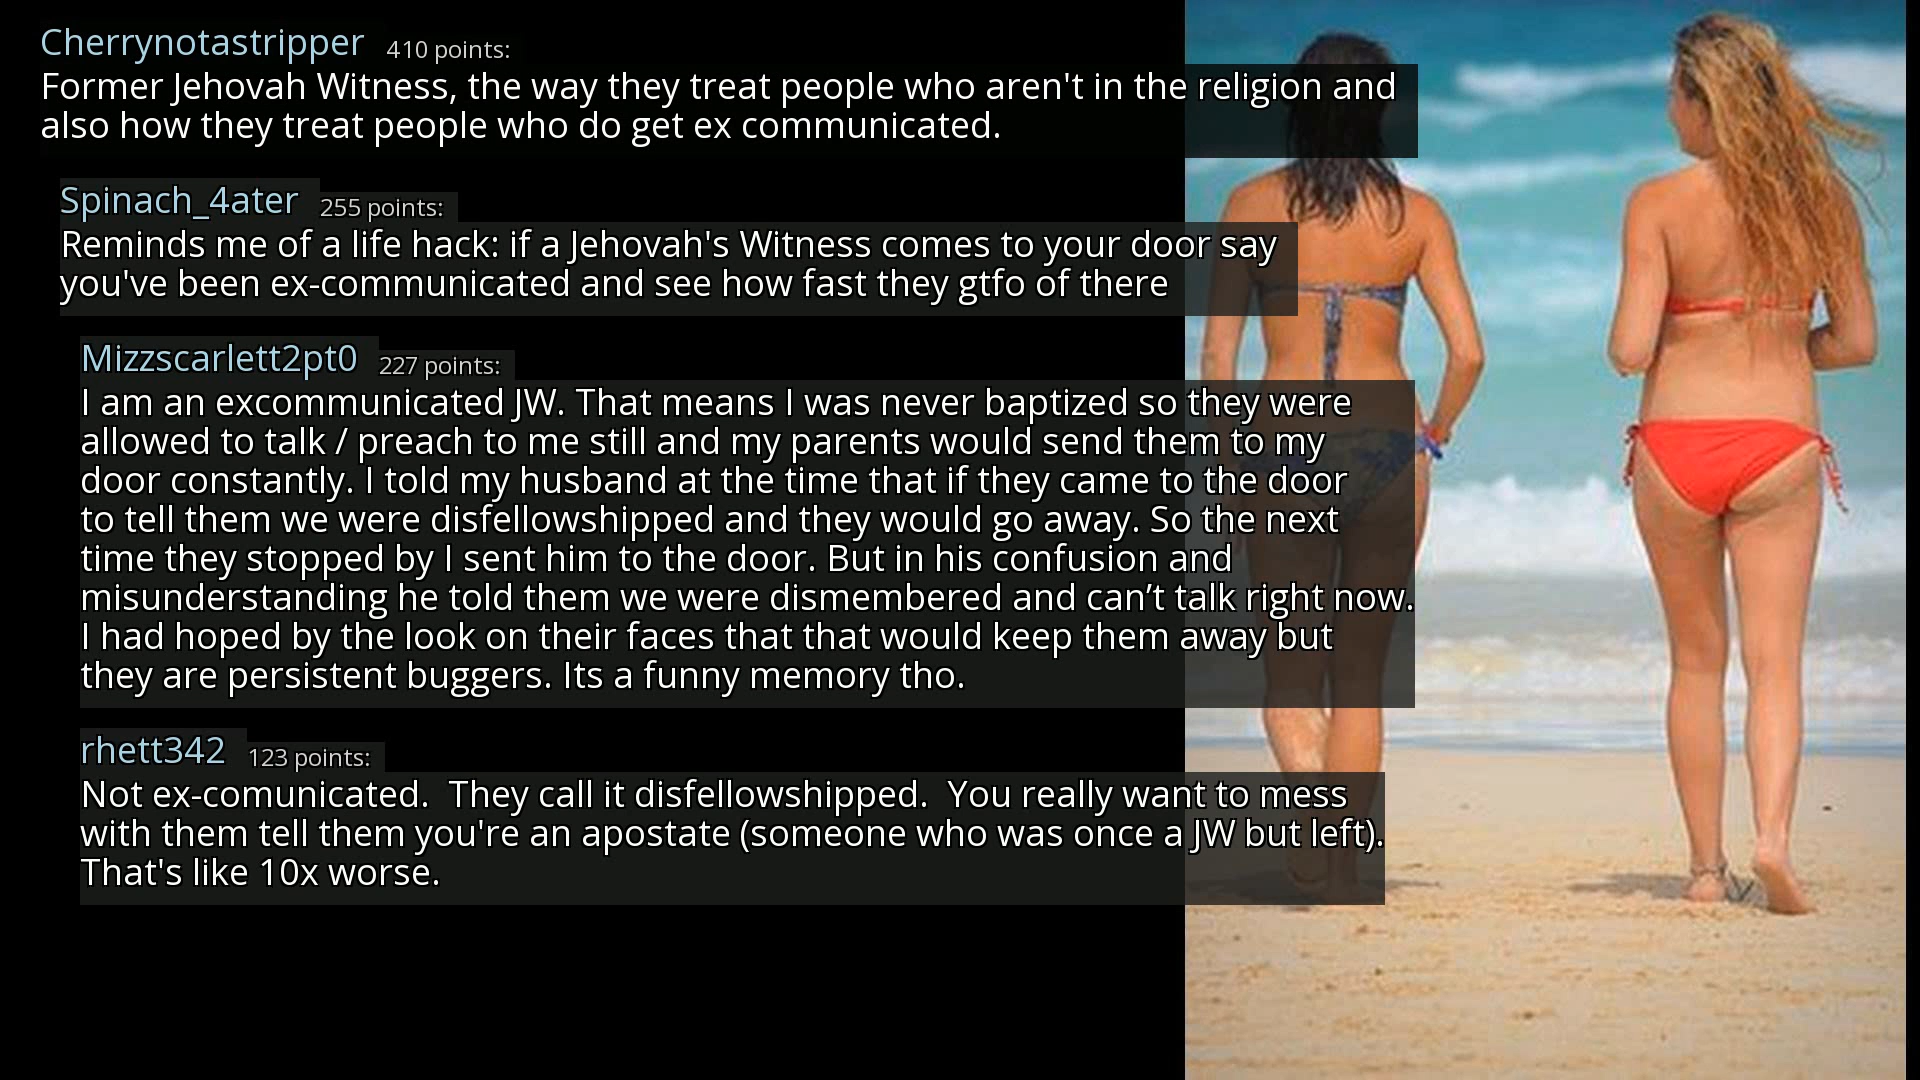 Cherrynotastripper 410 points:
Former Jehovah Witness, the way they treat people who aren't in the religion and
also how they treat people who do get ex communicated.
Spinach_4ater 255 points:
Reminds me of a life hack: if a Jehovah's Witness comes to your door say
you've been ex-communicated and see how fast they gtfo of there
Mizzscarlett2pt0 227 points:
I am an excommunicated JW. That means I was never baptized so they were
allowed to talk / preach to me still and my parents would send them to my
door constantly. I told my husband at the time that if they came to the door
to tell them we were disfellowshipped and they would go away. So the next
time they stopped by I sent him to the door. But in his confusion and
misunderstanding he told them we were dismembered and can’t talk right now.
I had hoped by the look on their faces that that would keep them away but
they are persistent buggers. Its a funny memory tho.
rhett342 123 points:
Not ex-comunicated.  They call it disfellowshipped.  You really want to mess
with them tell them you're an apostate (someone who was once a JW but left).
That's like 10x worse.